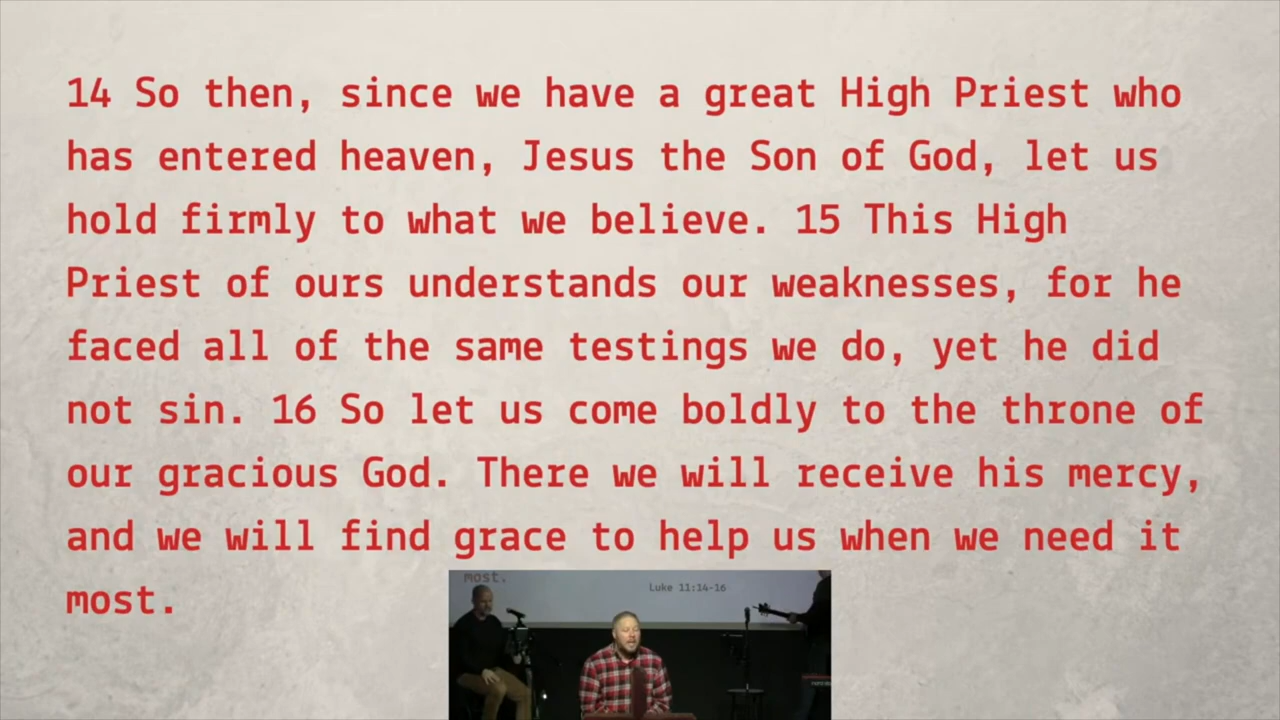 14 So then, since we have a great High Priest who
has entered heaven, Jesus the Son of God, let us
hold firmly to what we believe. 15 This High
Priest of ours understands our weaknesses, for he
faced all of the same testings we do, yet he did
not sin. 16 So let us come boldly to the throne of
our gracious God. There we will receive his mercy,
and we will find grace to help us when we need it
most.
most.
Luke 11:14-16